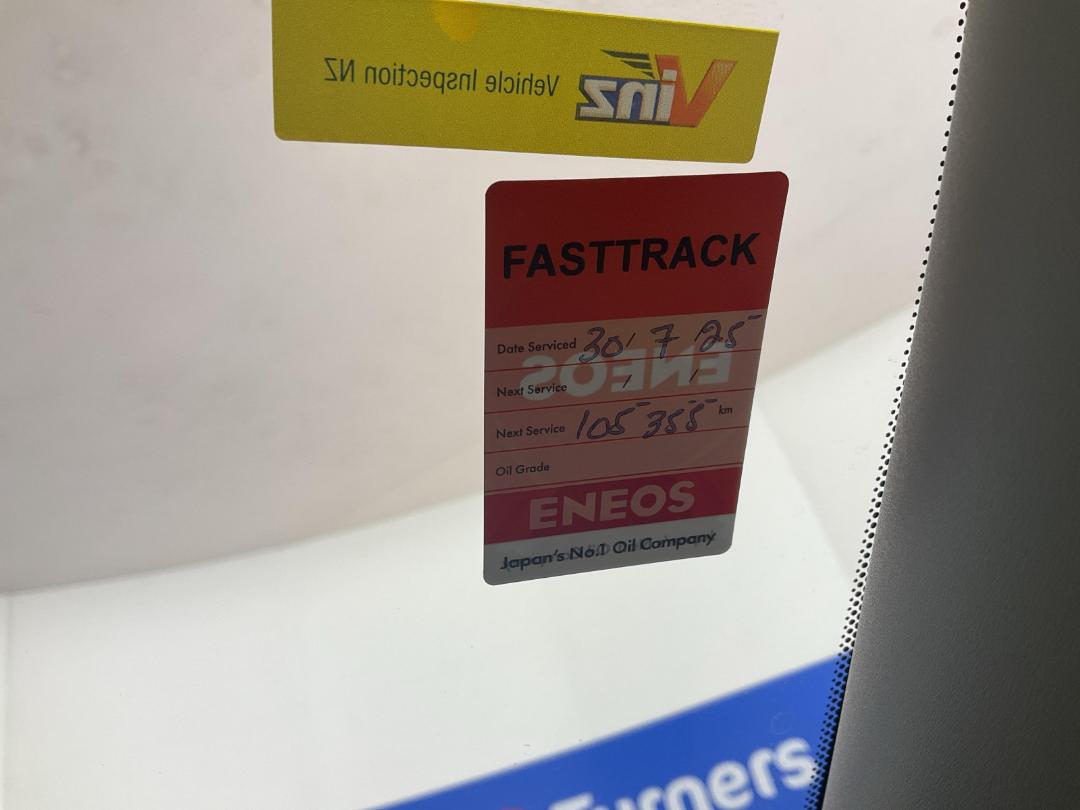 Vinz
Vehicle Inspection NZ
FASTTRACK
Date Serviced 30/7/25
ENEOS
Next Service / /
Next Service 105 355 km
Oil Grade
ENEOS
Japan's No.1 Oil Company
Turners